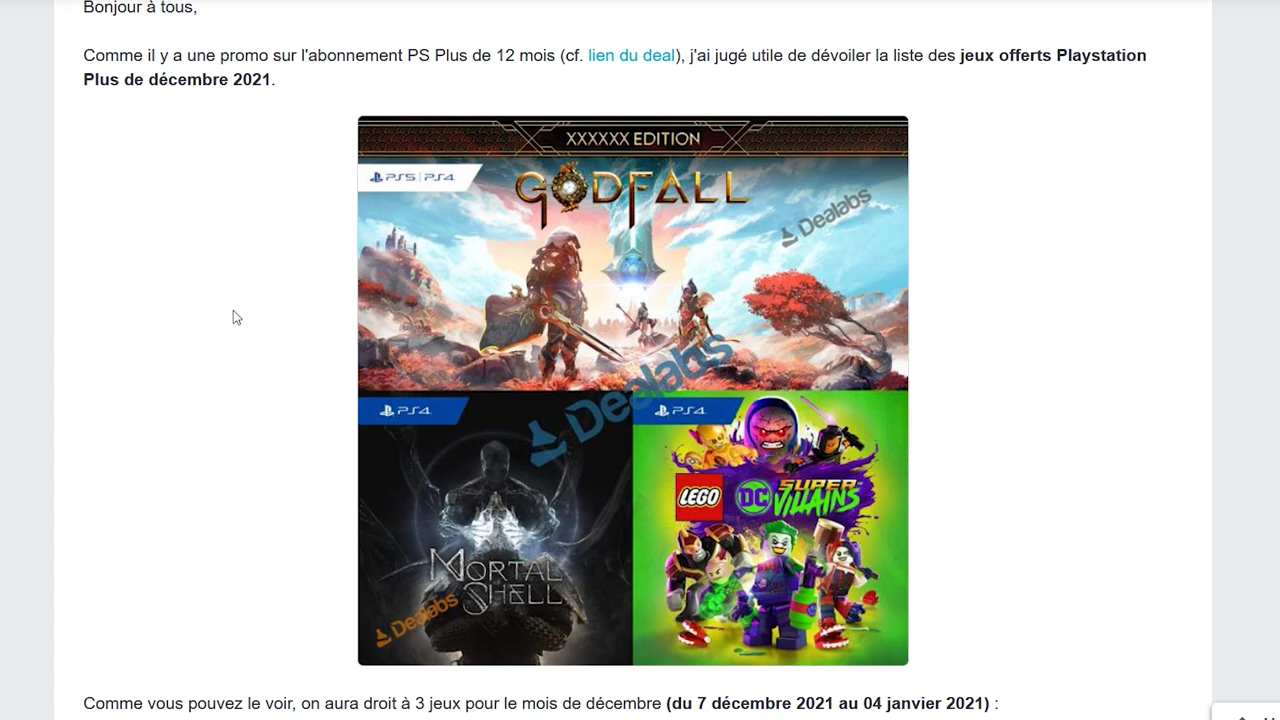 Bonjour à tous,
Comme il y a une promo sur l'abonnement PS Plus de 12 mois (cf. lien du deal), j'ai jugé utile de dévoiler la liste des jeux offerts Playstation
Plus de décembre 2021.
XXXXXX EDITION
PS5 | PS4
GODFALL
Dealabs
Dealabs
PS4
PS4
LEGO DC SUPER-
VILLAINS
MORTAL
SHELL
Dealabs
Comme vous pouvez le voir, on aura droit à 3 jeux pour le mois de décembre (du 7 décembre 2021 au 04 janvier 2021) :